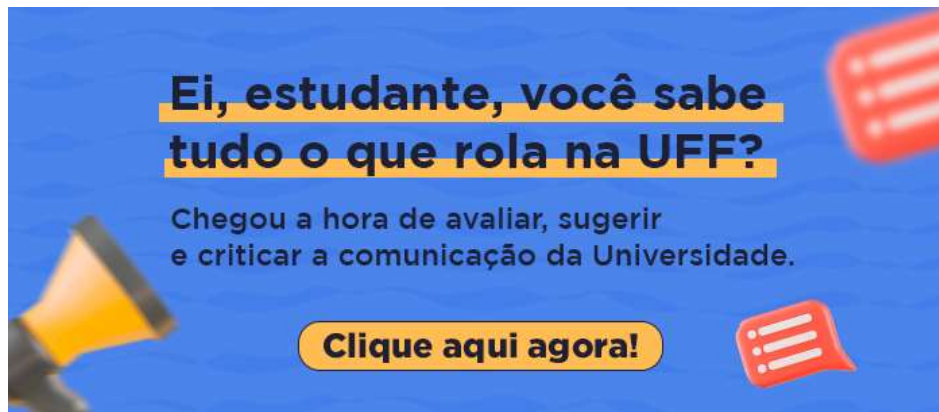 Ei, estudante, você sabe
tudo o que rola na UFF?
Chegou a hora de avaliar, sugerir
e criticar a comunicação da Universidade.
Clique aqui agora!